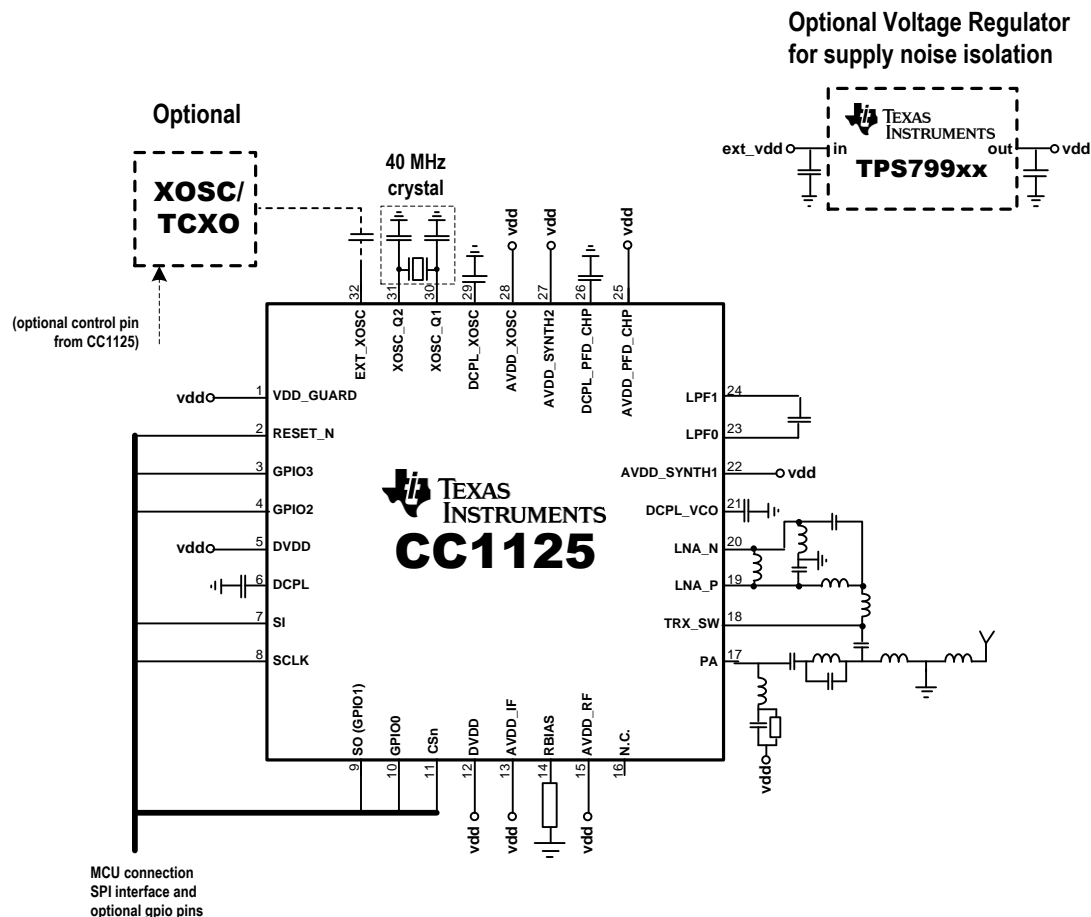 Optional Voltage Regulator
for supply noise isolation
TEXAS
INSTRUMENTS
ext_vdd
in
out
vdd
TPS799xx
Optional
XOSC/
TCXO
40 MHz
crystal
(optional control pin
from CC1125)
vdd
vdd
vdd
32
31
30
29
28
27
26
25
EXT_XOSC
XOSC_Q2
XOSC_Q1
DCPL_XOSC
AVDD_XOSC
AVDD_SYNTH2
DCPL_PFD_CHP
AVDD_PFD_CHP
vdd
1
VDD_GUARD
2
RESET_N
3
GPIO3
4
GPIO2
vdd
5
DVDD
6
DCPL
7
SI
8
SCLK
TEXAS
INSTRUMENTS
CC1125
LPF1
24
LPF0
23
AVDD_SYNTH1
22
vdd
DCPL_VCO
21
LNA_N
20
LNA_P
19
TRX_SW
18
PA
17
vdd
SO (GPIO1)
GPIO0
CSn
DVDD
AVDD_IF
RBIAS
AVDD_RF
N.C.
9
10
11
12
13
14
15
16
vdd
vdd
vdd
MCU connection
SPI interface and
optional gpio pins